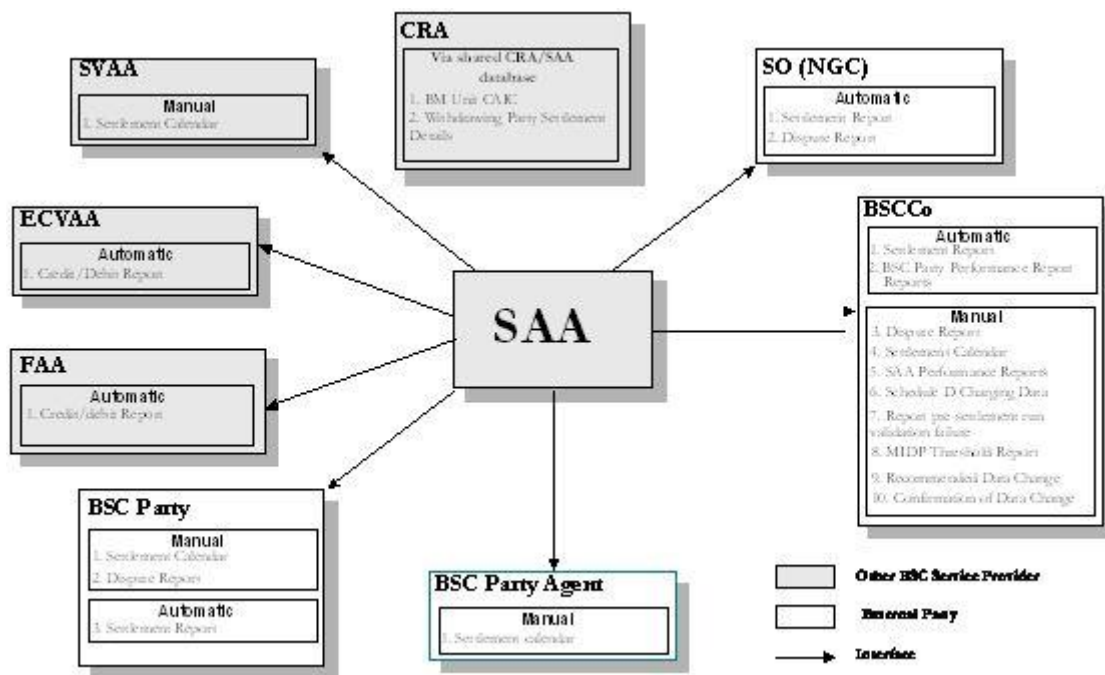 CRA
Via shared CRA/SAA
database
1. BM Unit CAIC
2. Withdrawing Party Settlement
Details
SVAA
Manual
1. Settlement Calendar
SO (NGC)
Automatic
1. Settlement Report
2. Dispute Report
ECVAA
Automatic
1. Credit/Debit Report
BSCCo
Automatic
1. Settlement Report
2. BSC Party Performance Report
Reports
Manual
3. Dispute Report
4. Settlement Calendar
5. SAA Performance Reports
6. Schedule D Charging Data
7. Report pre-settlement run
validation failure
8. MIDP Threshold Report
9. Recommended Data Change
10. Confirmation of Data Change
SAA
FAA
Automatic
1. Credit/debit Report
BSC Party
Manual
1. Settlement Calendar
2. Dispute Report
Automatic
3. Settlement Report
BSC Party Agent
Manual
1. Settlement calendar
Other BSC Service Provider
External Party
Interface